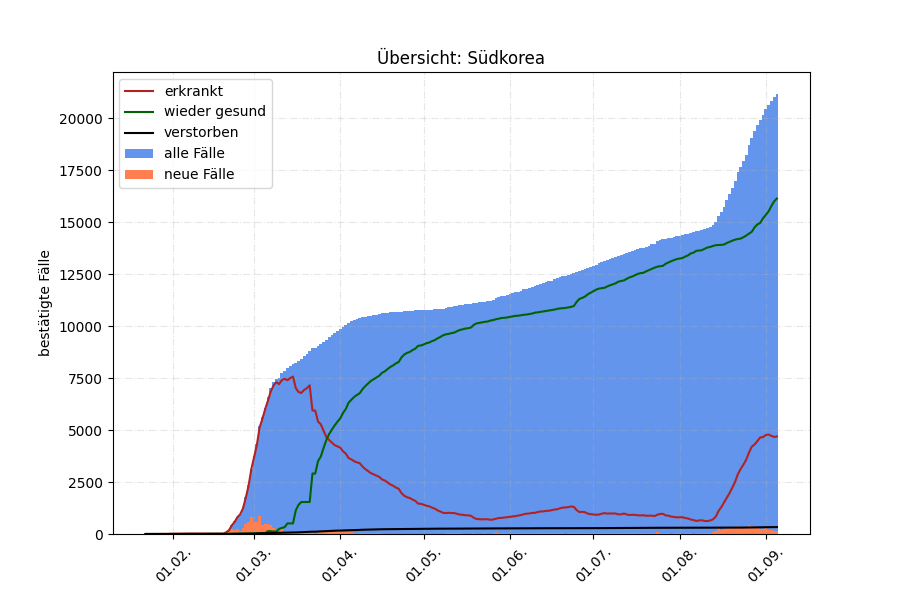 Übersicht: Südkorea
erkrankt
wieder gesund
verstorben
alle Fälle
neue Fälle
bestätigte Fälle
20000
17500
15000
12500
10000
7500
5000
2500
0
01.02.
01.03.
01.04.
01.05.
01.06.
01.07.
01.08.
01.09.